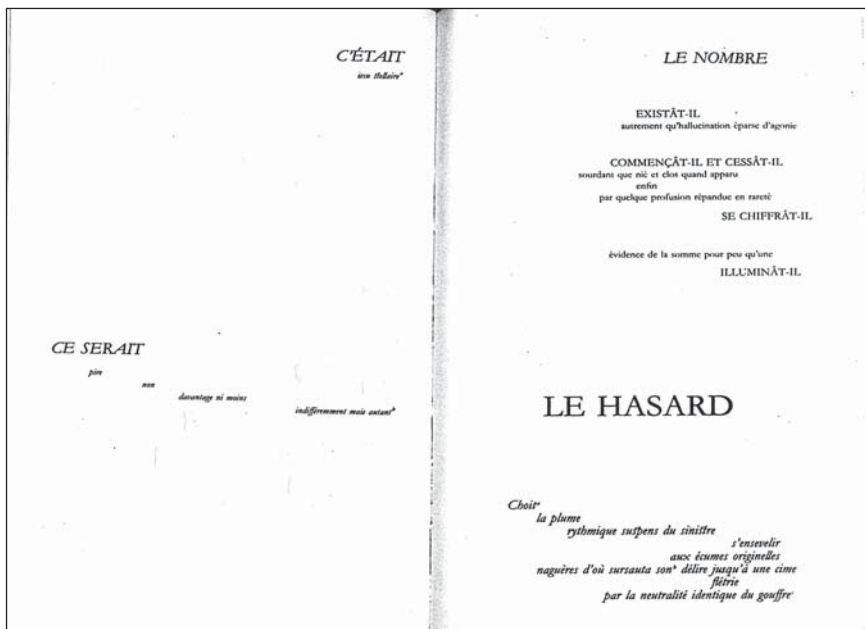 C'ÉTAIT
issu stellaire
CE SERAIT
pire
non
davantage ni moins
indifféremment mais autant
LE NOMBRE
EXISTÂT-IL
autrement qu'hallucination éparse d'agonie
COMMENÇÂT-IL ET CESSÂT-IL
sourdant que nié et clos quand apparu
enfin
par quelque profusion répandue en rareté
SE CHIFFRÂT-IL
évidence de la somme pour peu qu'une
ILLUMINÂT-IL
LE HASARD
Choit
la plume
rythmique suspens du sinistre
s'ensevelir
aux écumes originelles
naguères d'où sursauta son délire jusqu'à une cime
flétrie
par la neutralité identique du gouffre